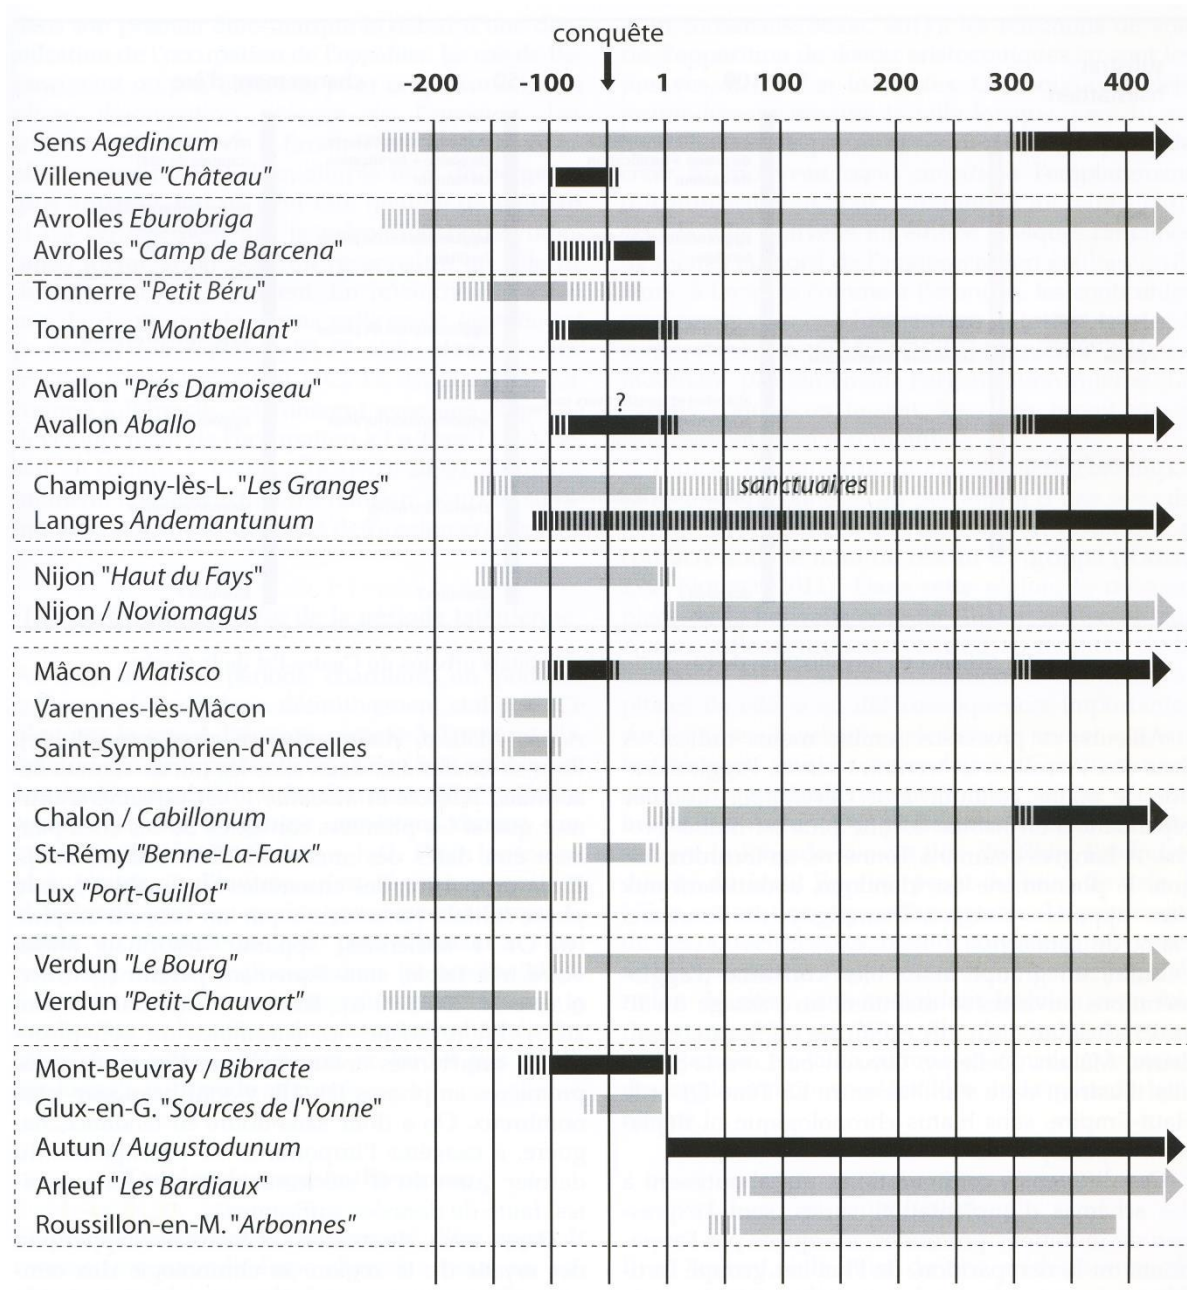 conquête
-200 -100 1 100 200 300 400
Sens Agedincum
Villeneuve "Château"
Avrolles Eburobriga
Avrolles "Camp de Barcena"
Tonnerre "Petit Béru"
Tonnerre "Montbellant"
Avallon "Prés Damoiseau"
?
Avallon Aballo
Champigny-lès-L. "Les Granges" sanctuaires
Langres Andemantunum
Nijon "Haut du Fays"
Nijon / Noviomagus
Mâcon / Matisco
Varennes-lès-Mâcon
Saint-Symphorien-d'Ancelles
Chalon / Cabillonum
St-Rémy "Benne-La-Faux"
Lux "Port-Guillot"
Verdun "Le Bourg"
Verdun "Petit-Chauvort"
Mont-Beuvray / Bibracte
Glux-en-G. "Sources de l'Yonne"
Autun / Augustodunum
Arleuf "Les Bardiaux"
Roussillon-en-M. "Arbonnes"